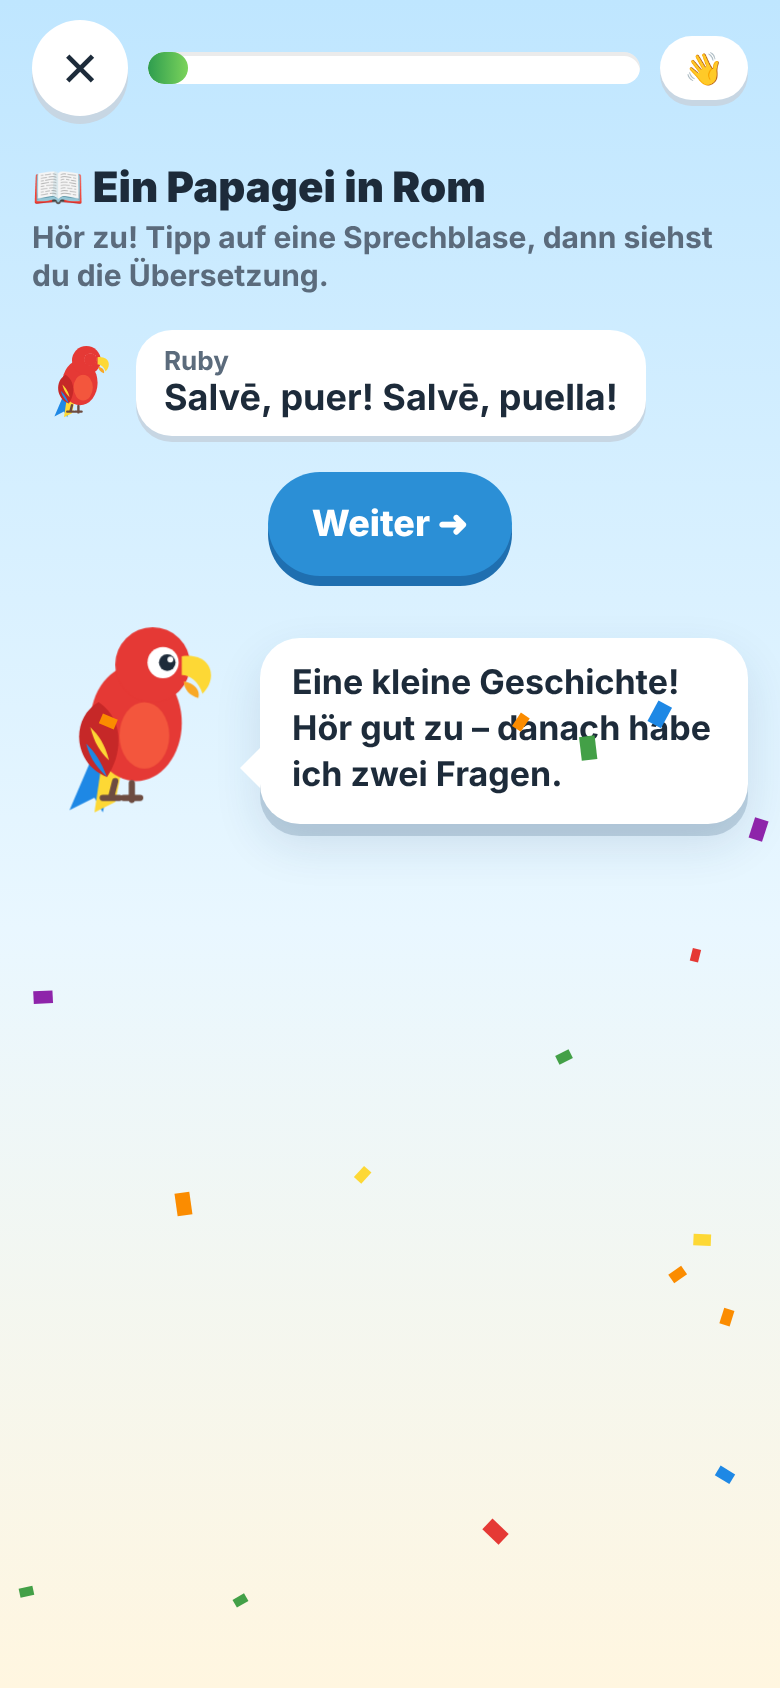 Ein Papagei in Rom
Hör zu! Tipp auf eine Sprechblase, dann siehst
du die Übersetzung.
Ruby
Salvē, puer! Salvē, puella!
Weiter ➜
Eine kleine Geschichte!
Hör gut zu – danach habe
ich zwei Fragen.